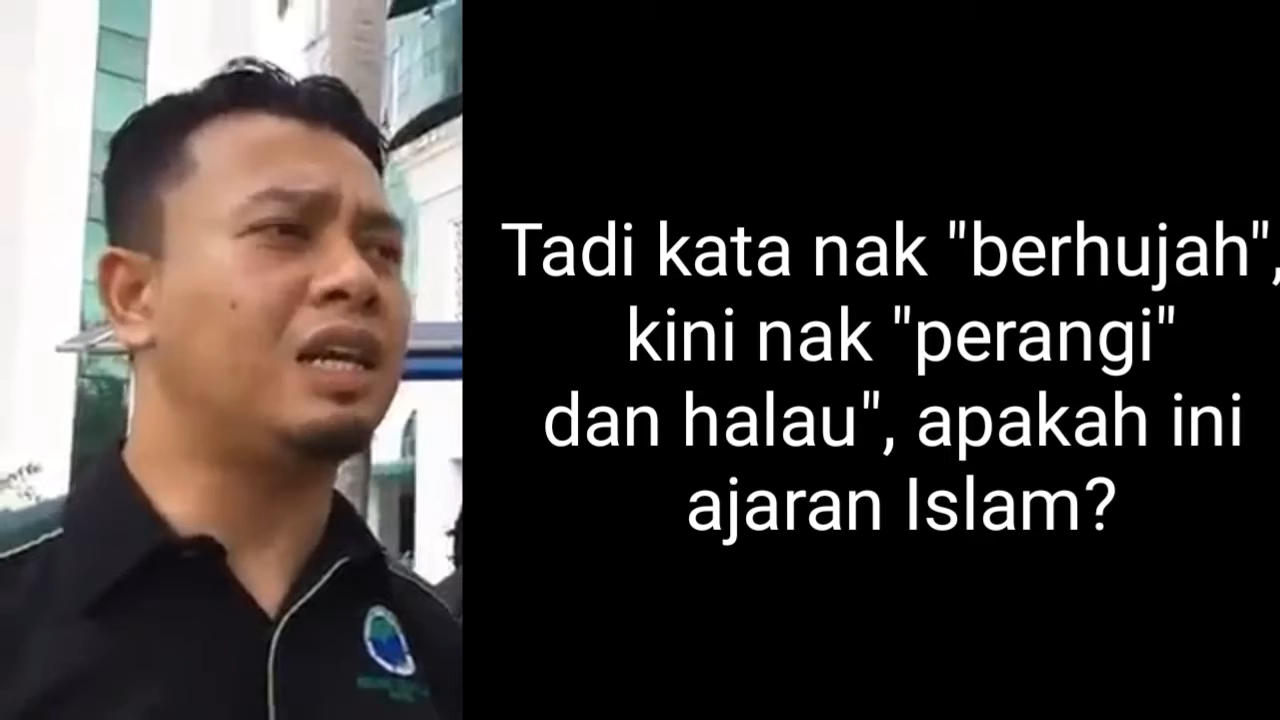 Tadi kata nak "berhujah",
kini nak "perangi"
dan halau", apakah ini
ajaran Islam?